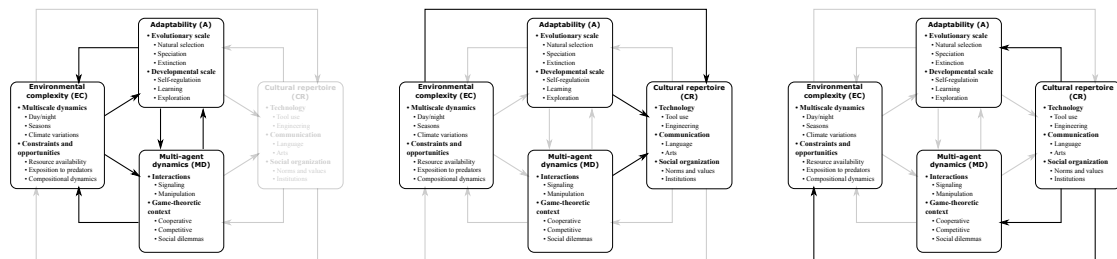 Adaptability (A)
• Evolutionary scale
• Natural selection
• Speciation
• Extinction
• Developmental scale
• Self-regulatioin
• Learning
• Exploration
Environmental
complexity (EC)
• Multiscale dynamics
• Day/night
• Seasons
• Climate variations
• Constraints and
opportunities
• Resource availability
• Exposition to predators
• Compositional dynamics
Cultural repertoire
(CR)
• Technology
• Tool use
• Engineering
• Communication
• Language
• Arts
• Social organization
• Norms and values
• Institutions
Multi-agent
dynamics (MD)
• Interactions
• Signaling
• Manipulation
• Game-theoretic
context
• Cooperative
• Competitive
• Social dilemmas
Adaptability (A)
• Evolutionary scale
• Natural selection
• Speciation
• Extinction
• Developmental scale
• Self-regulatioin
• Learning
• Exploration
Environmental
complexity (EC)
• Multiscale dynamics
• Day/night
• Seasons
• Climate variations
• Constraints and
opportunities
• Resource availability
• Exposition to predators
• Compositional dynamics
Cultural repertoire
(CR)
• Technology
• Tool use
• Engineering
• Communication
• Language
• Arts
• Social organization
• Norms and values
• Institutions
Multi-agent
dynamics (MD)
• Interactions
• Signaling
• Manipulation
• Game-theoretic
context
• Cooperative
• Competitive
• Social dilemmas
Adaptability (A)
• Evolutionary scale
• Natural selection
• Speciation
• Extinction
• Developmental scale
• Self-regulatioin
• Learning
• Exploration
Environmental
complexity (EC)
• Multiscale dynamics
• Day/night
• Seasons
• Climate variations
• Constraints and
opportunities
• Resource availability
• Exposition to predators
• Compositional dynamics
Cultural repertoire
(CR)
• Technology
• Tool use
• Engineering
• Communication
• Language
• Arts
• Social organization
• Norms and values
• Institutions
Multi-agent
dynamics (MD)
• Interactions
• Signaling
• Manipulation
• Game-theoretic
context
• Cooperative
• Competitive
• Social dilemmas